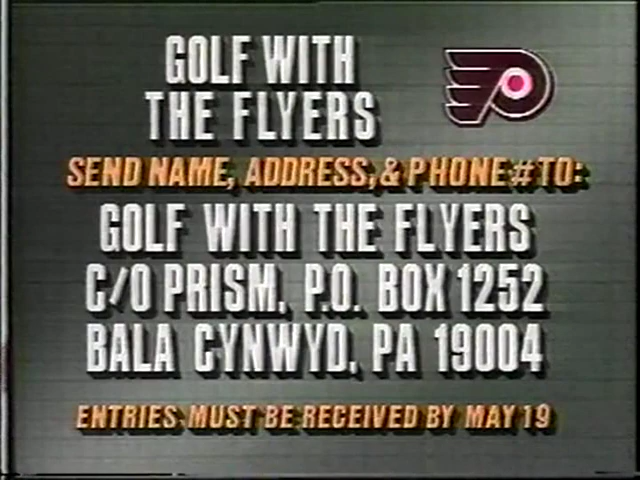 GOLF WITH
THE FLYERS
SEND NAME, ADDRESS, & PHONE # TO:
GOLF WITH THE FLYERS
C/O PRISM, P.O. BOX 1252
BALA CYNWYD, PA 19004
ENTRIES MUST BE RECEIVED BY MAY 19